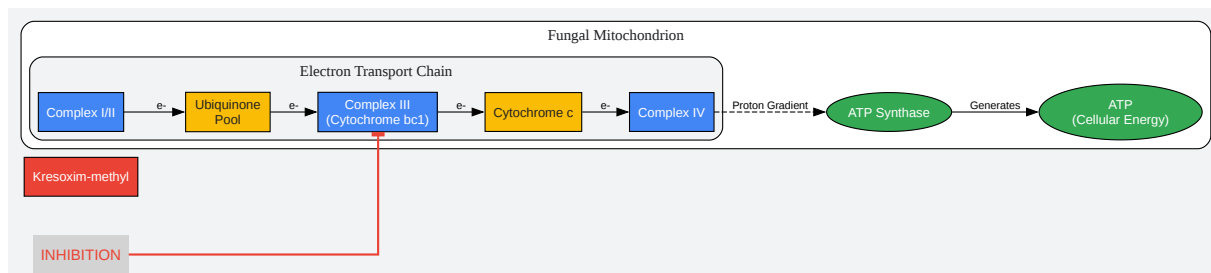 Fungal Mitochondrion
Electron Transport Chain
Complex I/II
e-
Ubiquinone
Pool
e-
Complex III
(Cytochrome bc1)
e-
Cytochrome c
e-
Complex IV
Proton Gradient
ATP Synthase
Generates
ATP
(Cellular Energy)
Kresoxim-methyl
INHIBITION